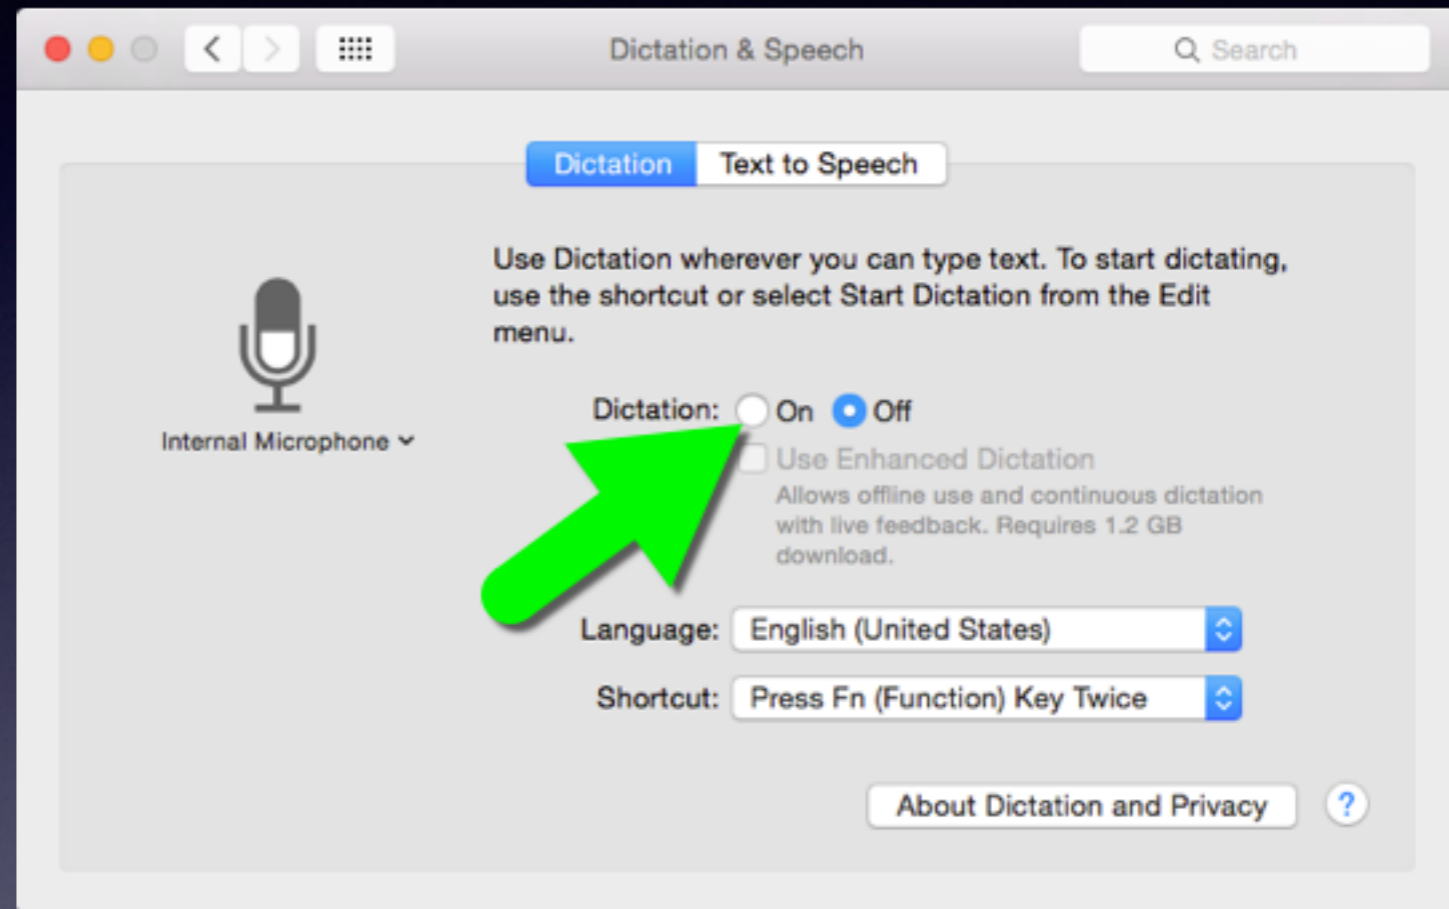 Dictation & Speech
Search
Dictation
Text to Speech
Use Dictation wherever you can type text. To start dictating,
use the shortcut or select Start Dictation from the Edit
menu.
Internal Microphone
Dictation: On Off
Use Enhanced Dictation
Allows offline use and continuous dictation
with live feedback. Requires 1.2 GB
download.
Language: English (United States)
Shortcut: Press Fn (Function) Key Twice
About Dictation and Privacy ?